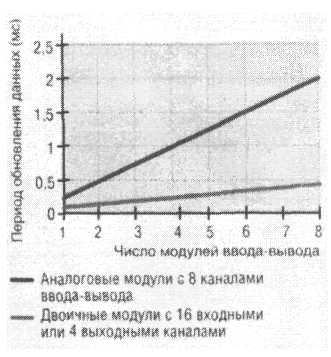 Период обновления данных (мс)
2,5
2
1.5
1
0.5
0
1 2 3 4 5 6 7 8
Число модулей ввода-вывода
Аналоговые модули с 8 каналами
ввода-вывода
Двоичные модули с 16 входными
или 4 выходными каналами